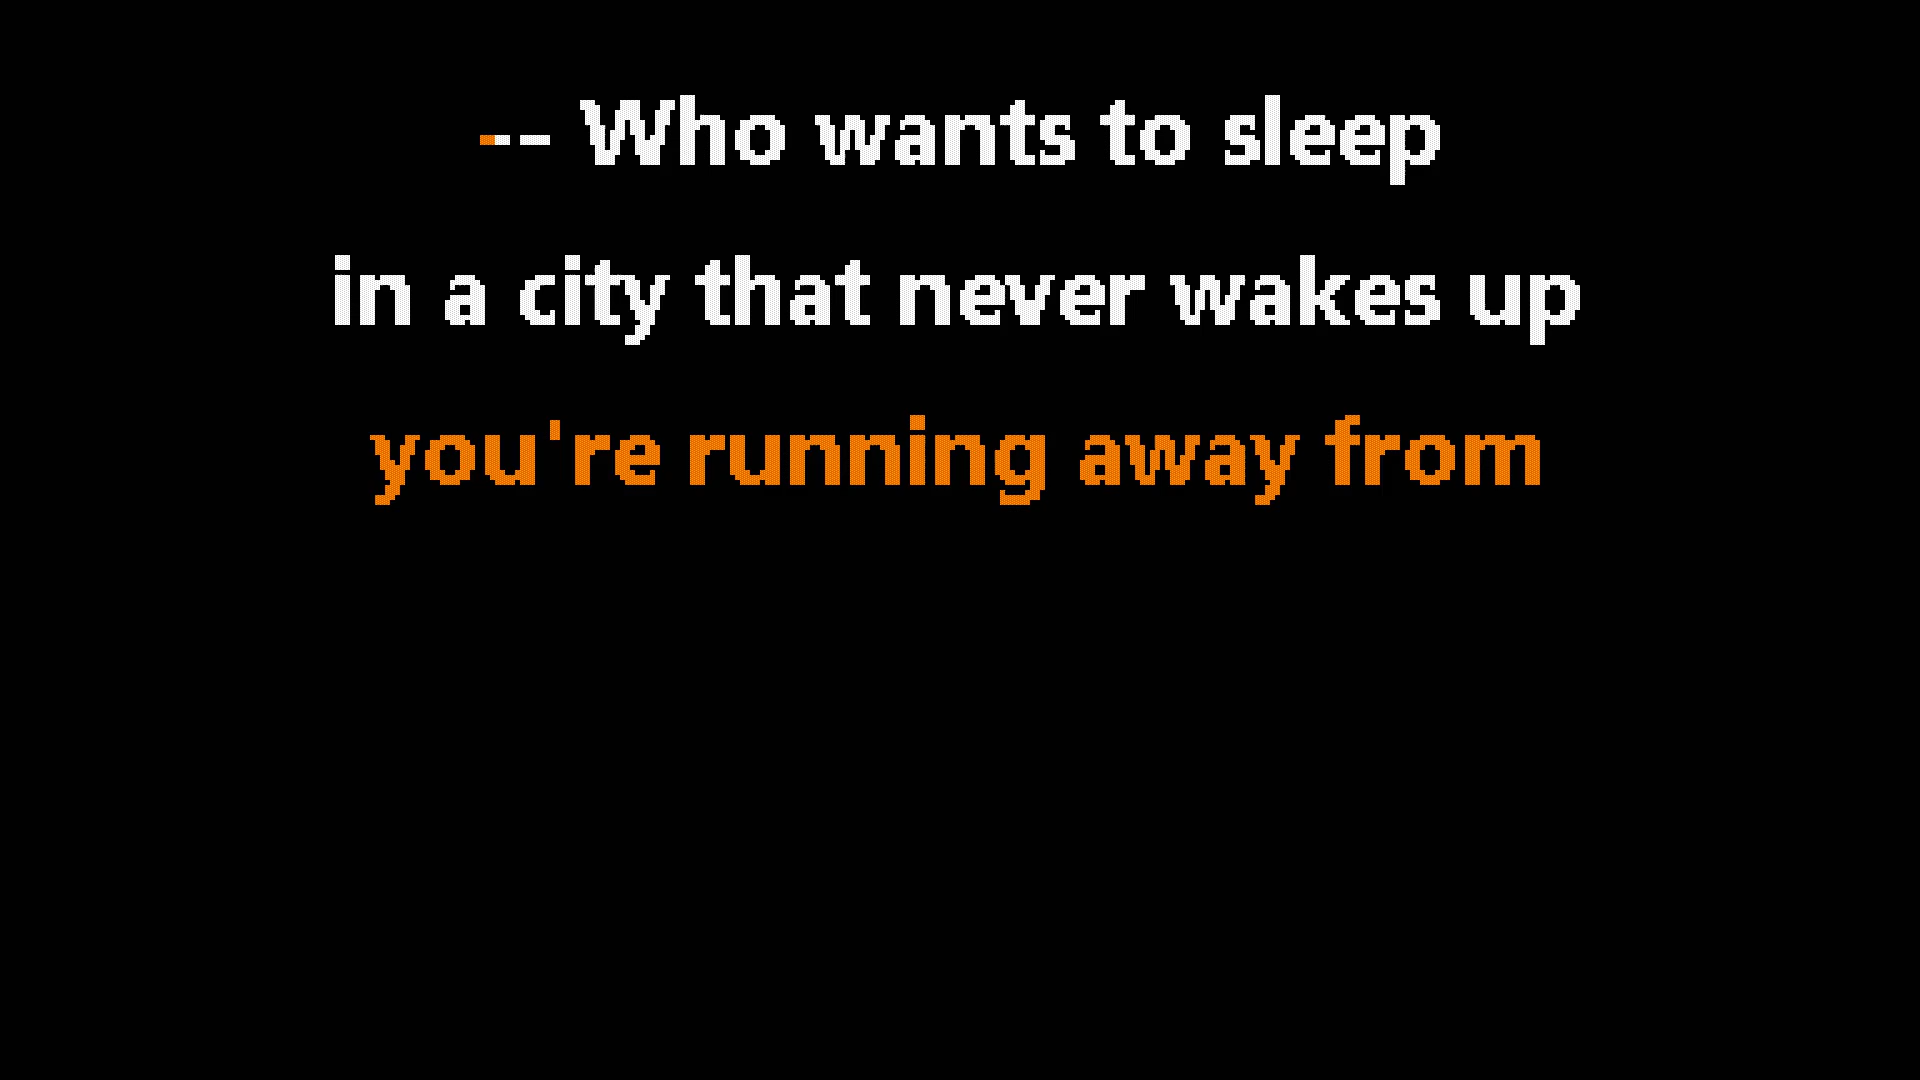 -- Who wants to sleep
in a city that never wakes up
you're running away from